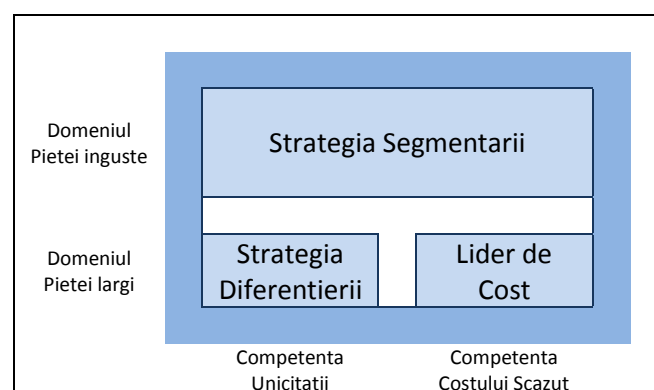 Domeniul
Pietei inguste
Strategia Segmentarii
Domeniul
Pietei largi
Strategia
Diferentierii
Lider de
Cost
Competenta
Unicitatii
Competenta
Costului Scazut